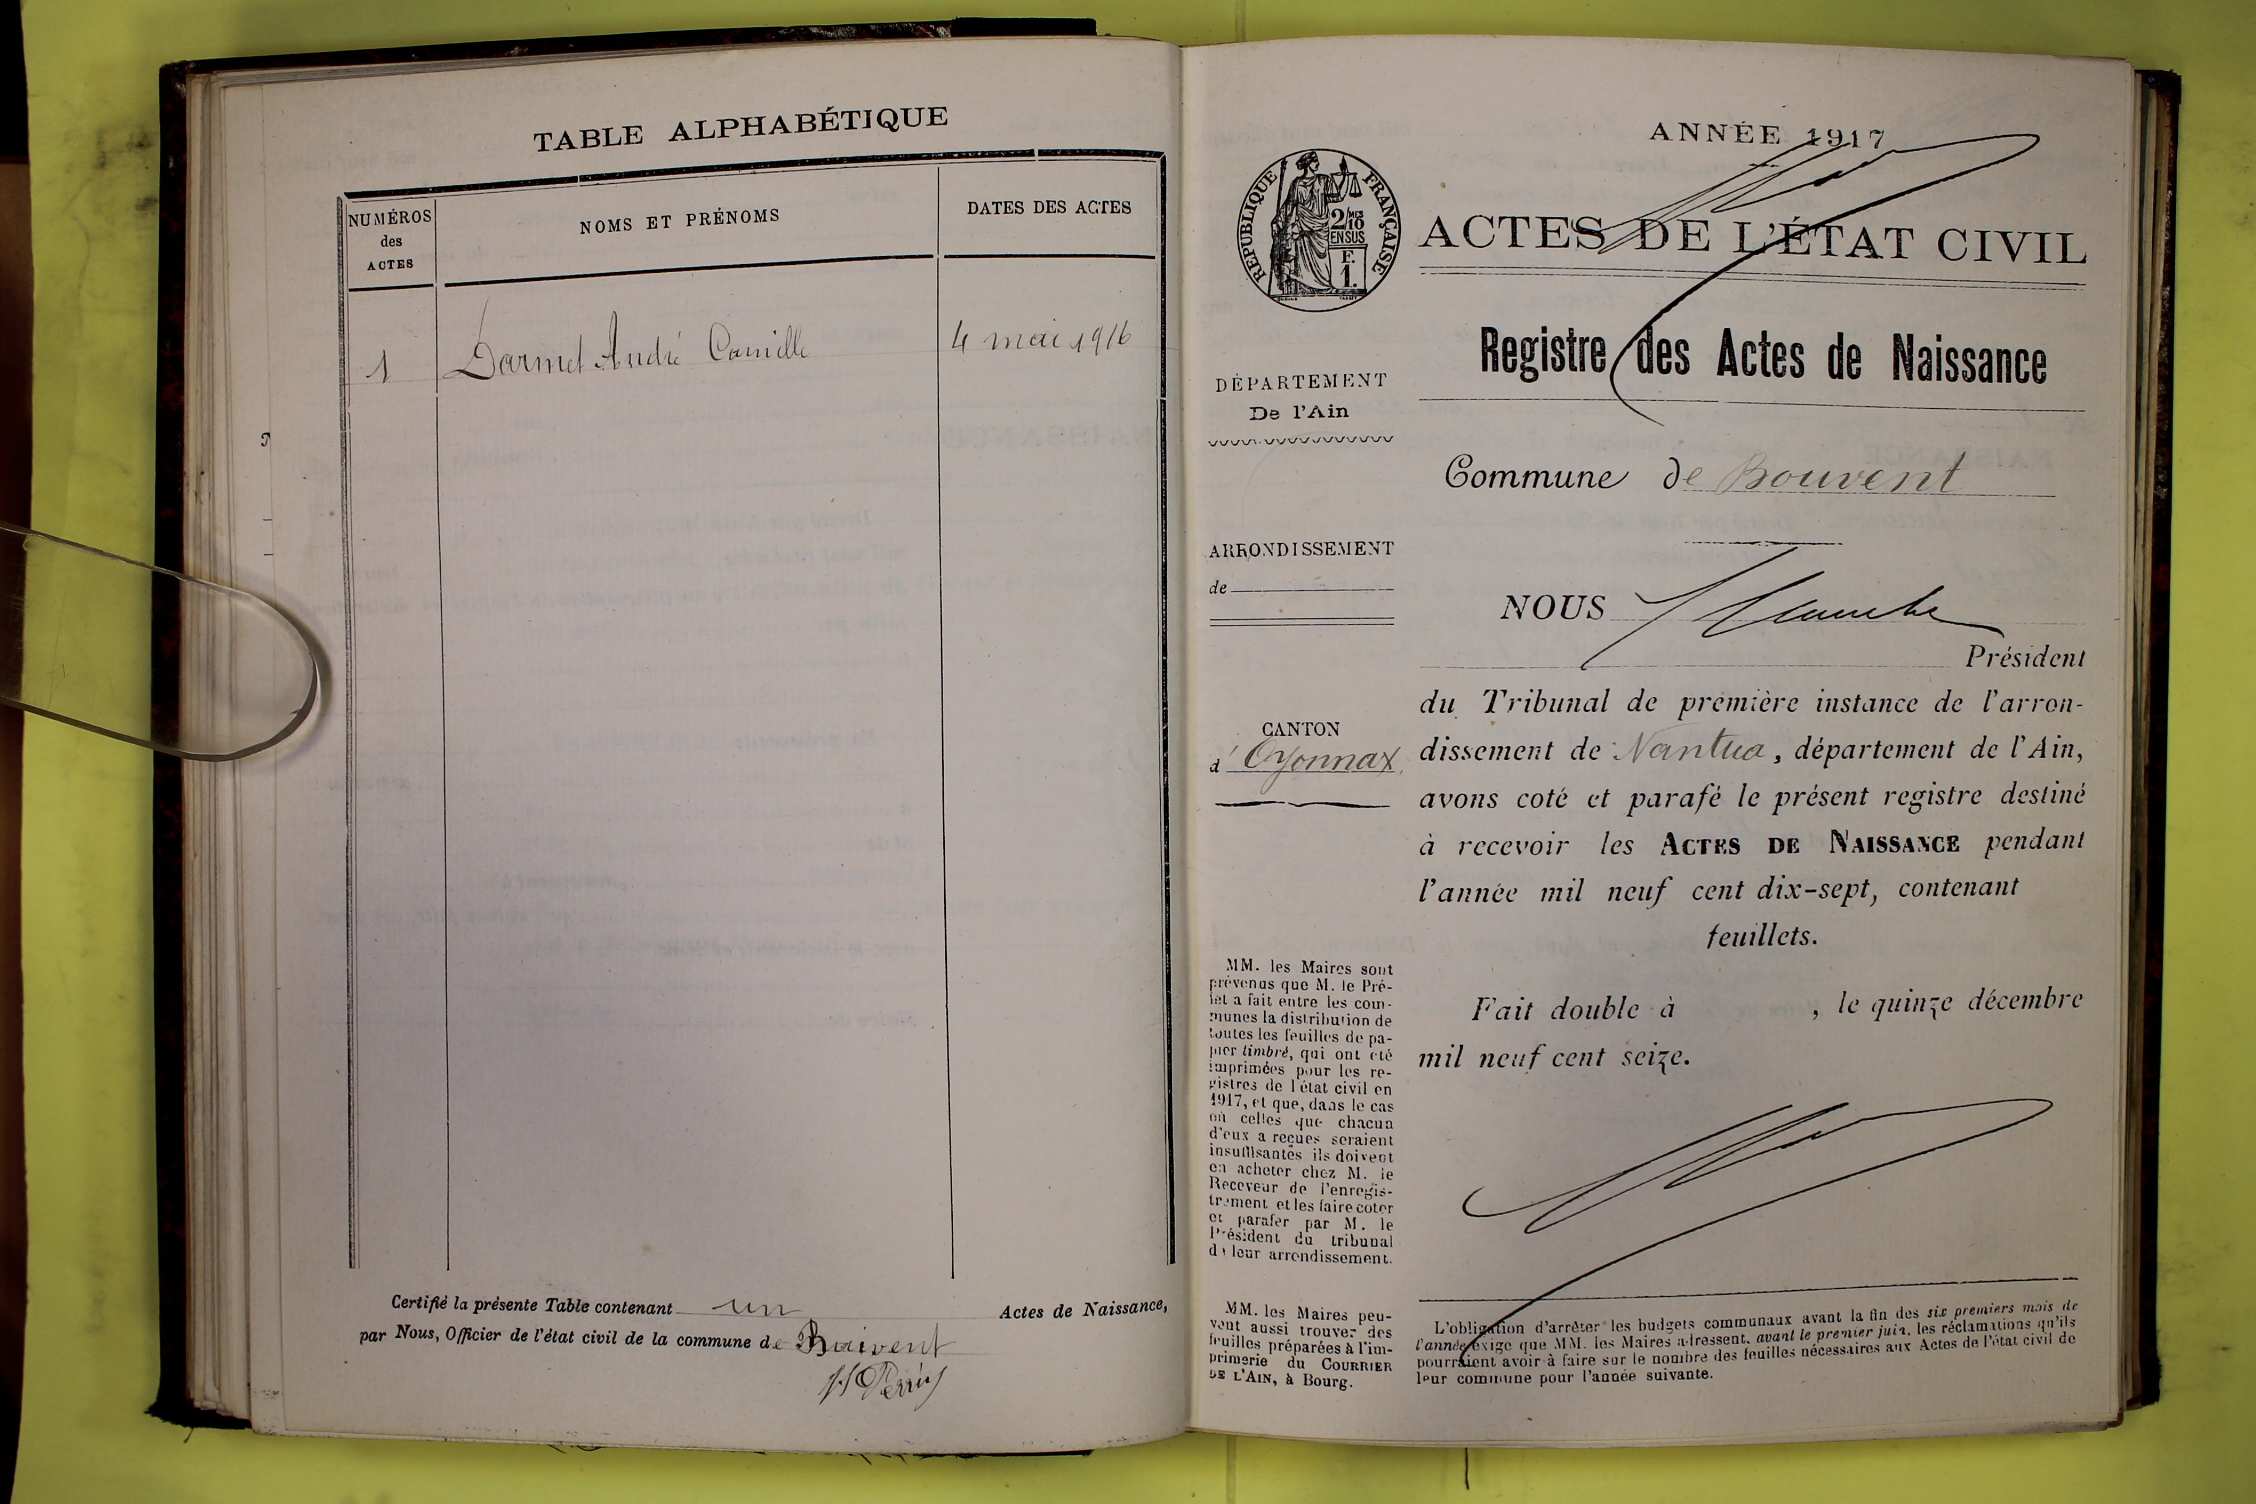 TABLE ALPHABÉTIQUE
NUMÉROS
des
ACTES
NOMS ET PRÉNOMS
DATES DES ACTES
1
Darmet André Camille
4 mai 1916
Certifié la présente Table contenant un Actes de Naissance,
par Nous, Officier de l'état civil de la commune de Bouvent
ANNÉE 1917
RÉPUBLIQUE FRANÇAISE
2/10 MES
EN SUS
F.
1.
ACTES DE L'ÉTAT CIVIL
Registre des Actes de Naissance
DÉPARTEMENT
De l'Ain
Commune de Bouvent
ARRONDISSEMENT
de
NOUS
Président
du Tribunal de première instance de l'arron-
dissement de Nantua, département de l'Ain,
avons coté et parafé le présent registre destiné
à recevoir les ACTES DE NAISSANCE pendant
l'année mil neuf cent dix-sept, contenant
feuillets.
Fait double à , le quinze décembre
mil neuf cent seize.
CANTON
d'Oyonnax
MM. les Maires sont
prévenus que M. le Pré-
fet a fait entre les com-
munes la distribution de
toutes les feuilles de pa-
pier timbré, qui ont été
imprimées pour les re-
gistres de l'état civil en
1917, et que, dans le cas
où celles que chacun
d'eux a reçues seraient
insuffisantes ils doivent
en acheter chez M. le
Receveur de l'enregis-
trement et les faire coter
et parafer par M. le
Président du tribunal
de leur arrondissement.
MM. les Maires peu-
vent aussi trouver des
feuilles préparées à l'im-
primerie du COURRIER
DE L'AIN, à Bourg.
L'obligation d'arrêter les budgets communaux avant la fin des six premiers mois de
l'année exige que MM. les Maires adressent, avant le premier juin, les réclamations qu'ils
pourraient avoir à faire sur le nombre des feuilles nécessaires aux Actes de l'état civil de
leur commune pour l'année suivante.